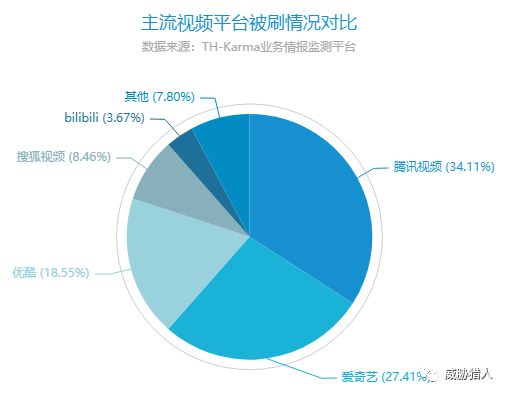 主流视频平台被刷情况对比
数据来源：TH-Karma业务情报监测平台
其他 (7.80%)
bilibili (3.67%)
搜狐视频 (8.46%)
腾讯视频 (34.11%)
优酷 (18.55%)
爱奇艺 (27.41%)
威胁猎人